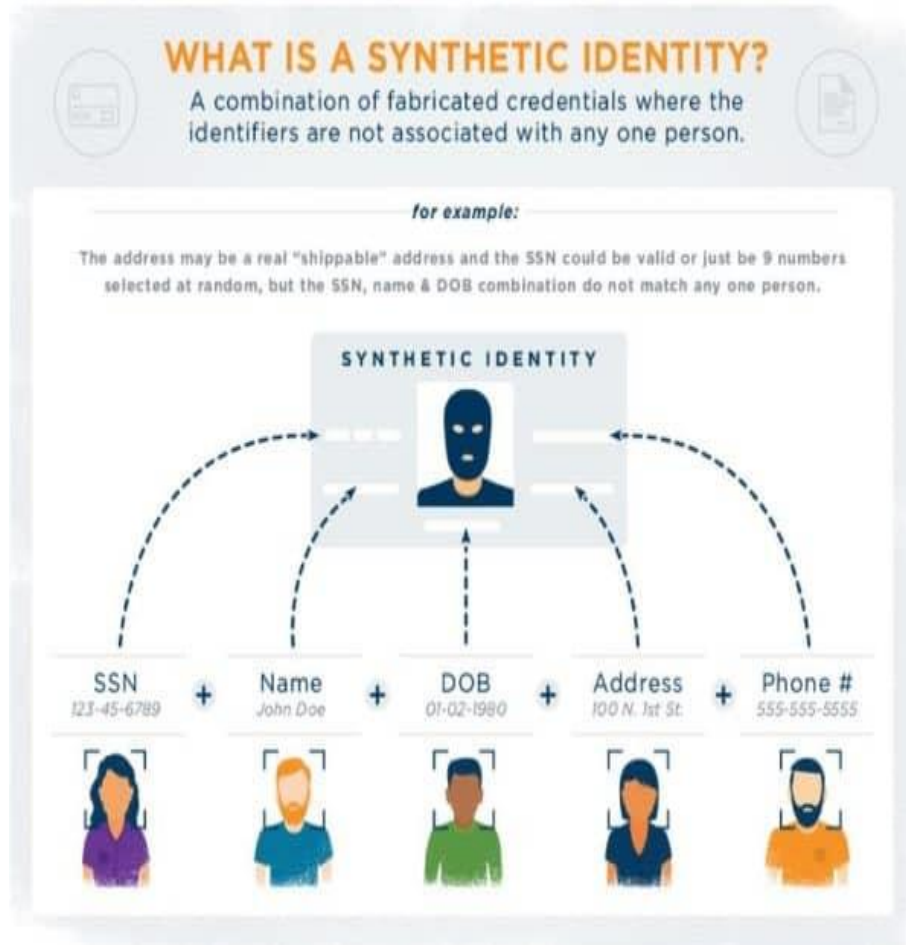 WHAT IS A SYNTHETIC IDENTITY?
A combination of fabricated credentials where the
identifiers are not associated with any one person.
for example:
The address may be a real "shippable" address and the SSN could be valid or just be 9 numbers
selected at random, but the SSN, name & DOB combination do not match any one person.
SYNTHETIC IDENTITY
SSN + Name + DOB + Address + Phone #
123-45-6789 John Doe 01-02-1980 100 N. 1st St. 555-555-5555